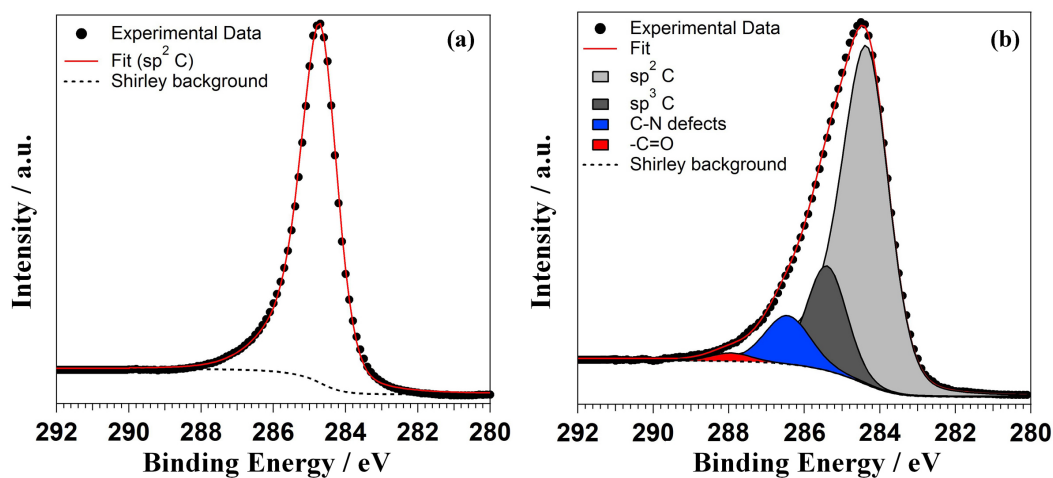 (a)
Experimental Data
Fit (sp² C)
Shirley background
Intensity / a.u.
292 290 288 286 284 282 280
Binding Energy / eV
(b)
Experimental Data
Fit
sp² C
sp³ C
C-N defects
-C=O
Shirley background
Intensity / a.u.
292 290 288 286 284 282 280
Binding Energy / eV